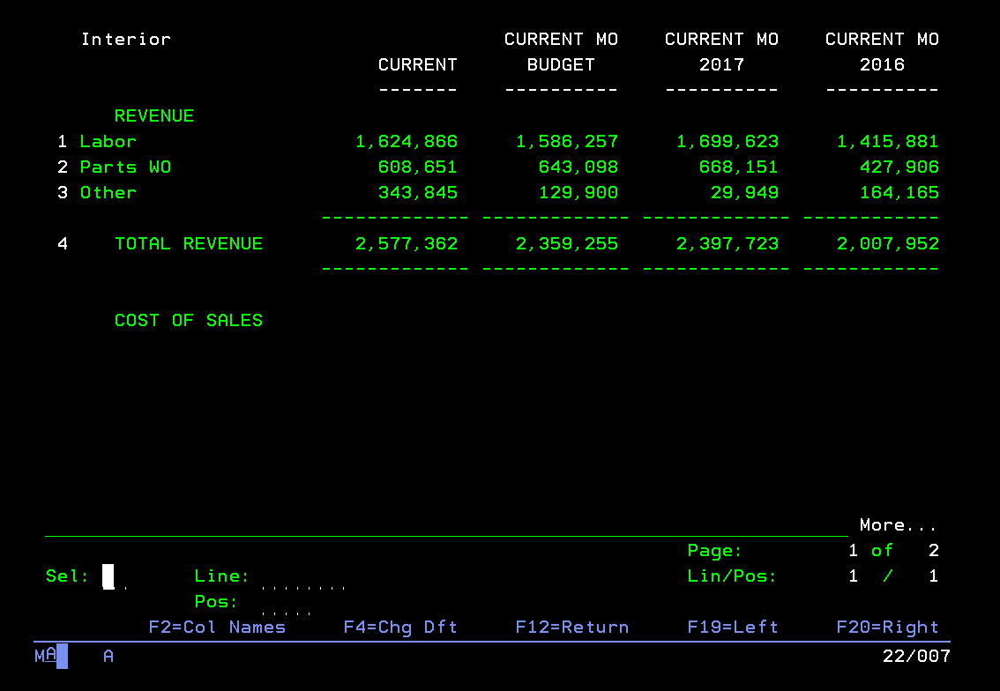 Interior CURRENT MO CURRENT MO CURRENT MO
CURRENT BUDGET 2017 2016
------- ---------- ---------- ----------
REVENUE
1 Labor 1,624,866 1,586,257 1,699,623 1,415,881
2 Parts WO 608,651 643,098 668,151 427,906
3 Other 343,845 129,900 29,949 164,165
------------- ------------- ------------- ------------
4 TOTAL REVENUE 2,577,362 2,359,255 2,397,723 2,007,952
------------- ------------- ------------- ------------
COST OF SALES
More...
Page: 1 of 2
Sel: Line: Lin/Pos: 1 / 1
Pos:
F2=Col Names F4=Chg Dft F12=Return F19=Left F20=Right
MA A 22/007